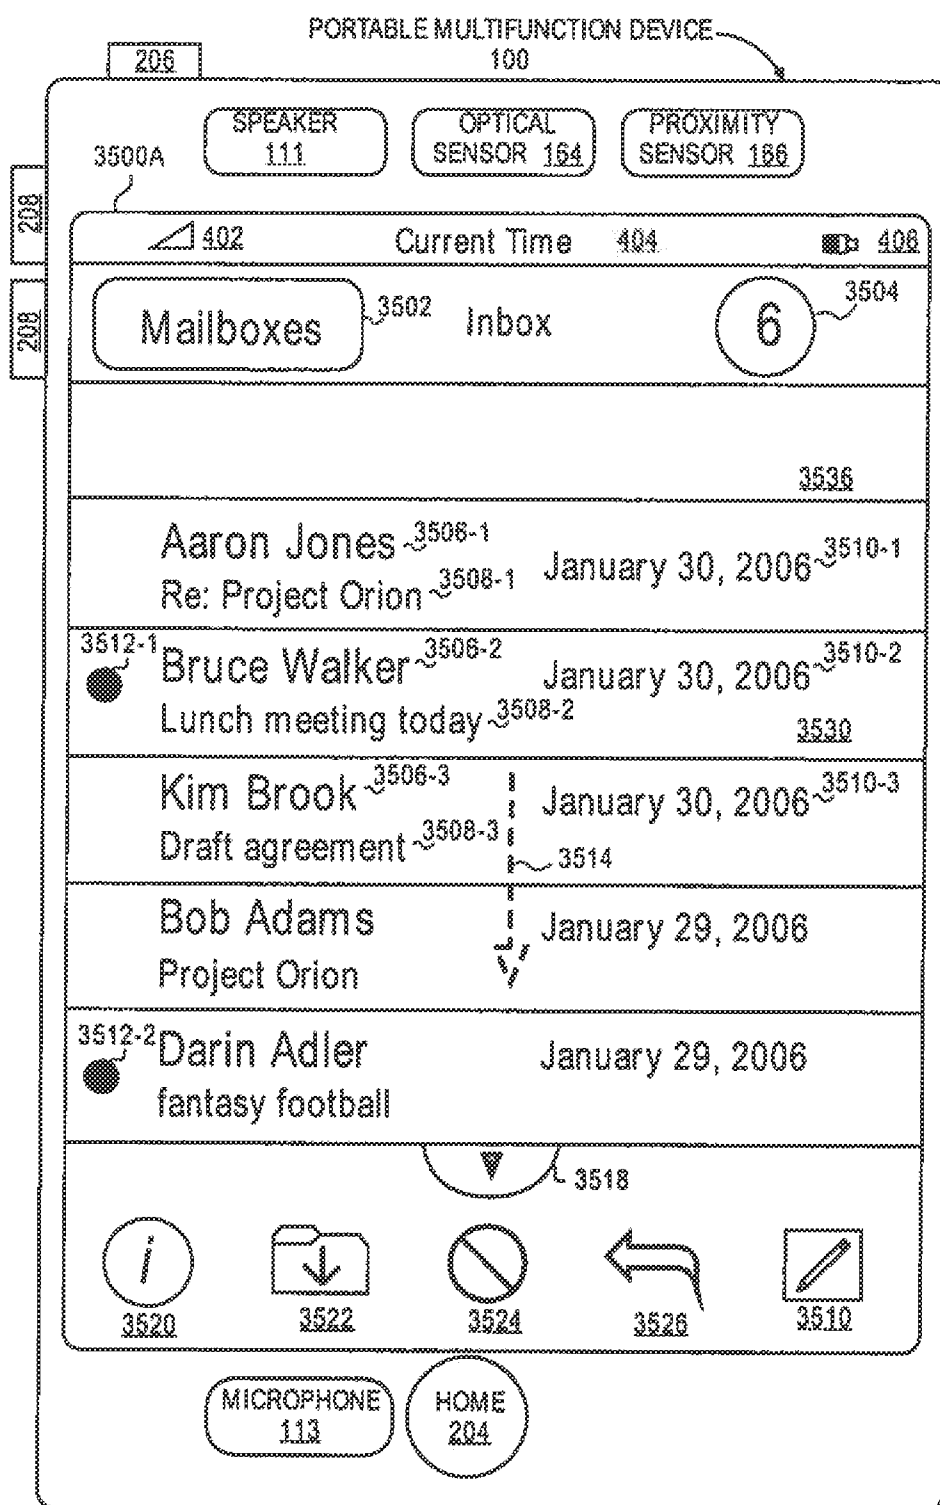 PORTABLE MULTIFUNCTION DEVICE
100
206
SPEAKER
111
OPTICAL
SENSOR 164
PROXIMITY
SENSOR 166
3500A
208
208
402
Current Time 404
406
Mailboxes
3502
Inbox
6
3504
3536
Aaron Jones 3506-1
Re: Project Orion 3508-1
January 30, 2006 3510-1
3512-1
Bruce Walker 3506-2
Lunch meeting today 3508-2
January 30, 2006 3510-2
3530
Kim Brook 3506-3
Draft agreement 3508-3
January 30, 2006 3510-3
3514
Bob Adams
Project Orion
January 29, 2006
3512-2
Darin Adler
fantasy football
January 29, 2006
3518
i
3520
3522
3524
3526
3510
MICROPHONE
113
HOME
204